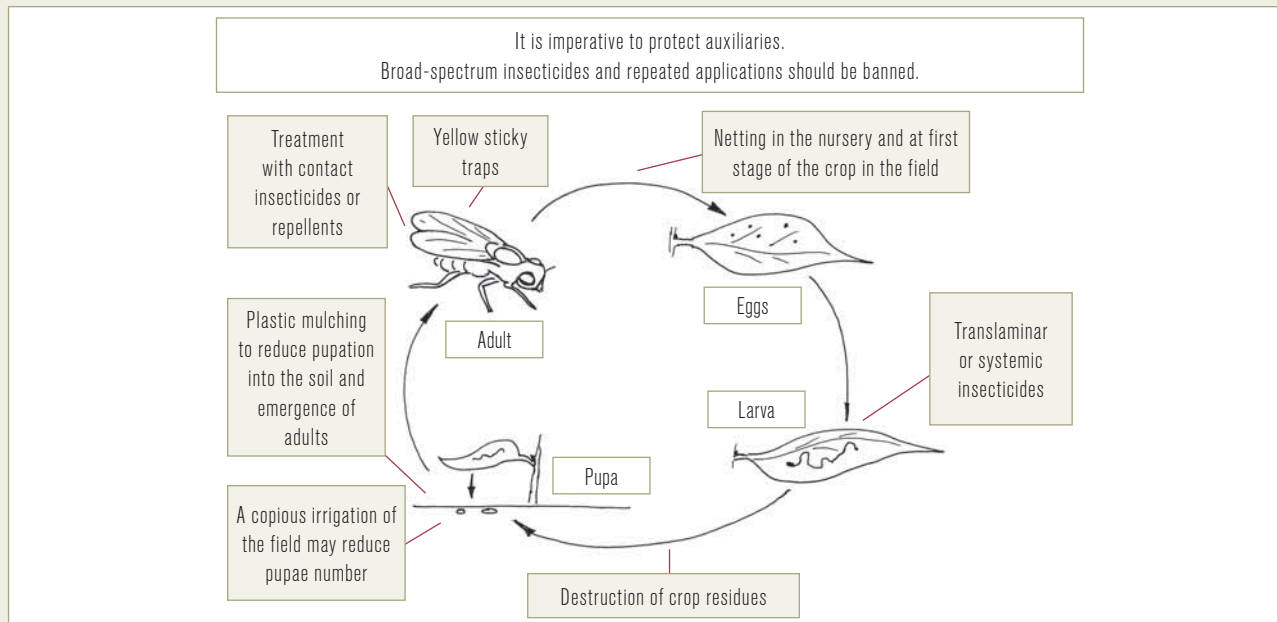 It is imperative to protect auxiliaries.
Broad-spectrum insecticides and repeated applications should be banned.
Treatment
with contact
insecticides or
repellents
Yellow sticky
traps
Netting in the nursery and at first
stage of the crop in the field
Adult
Eggs
Plastic mulching
to reduce pupation
into the soil and
emergence of
adults
Translaminar
or systemic
insecticides
Larva
Pupa
A copious irrigation of
the field may reduce
pupae number
Destruction of crop residues